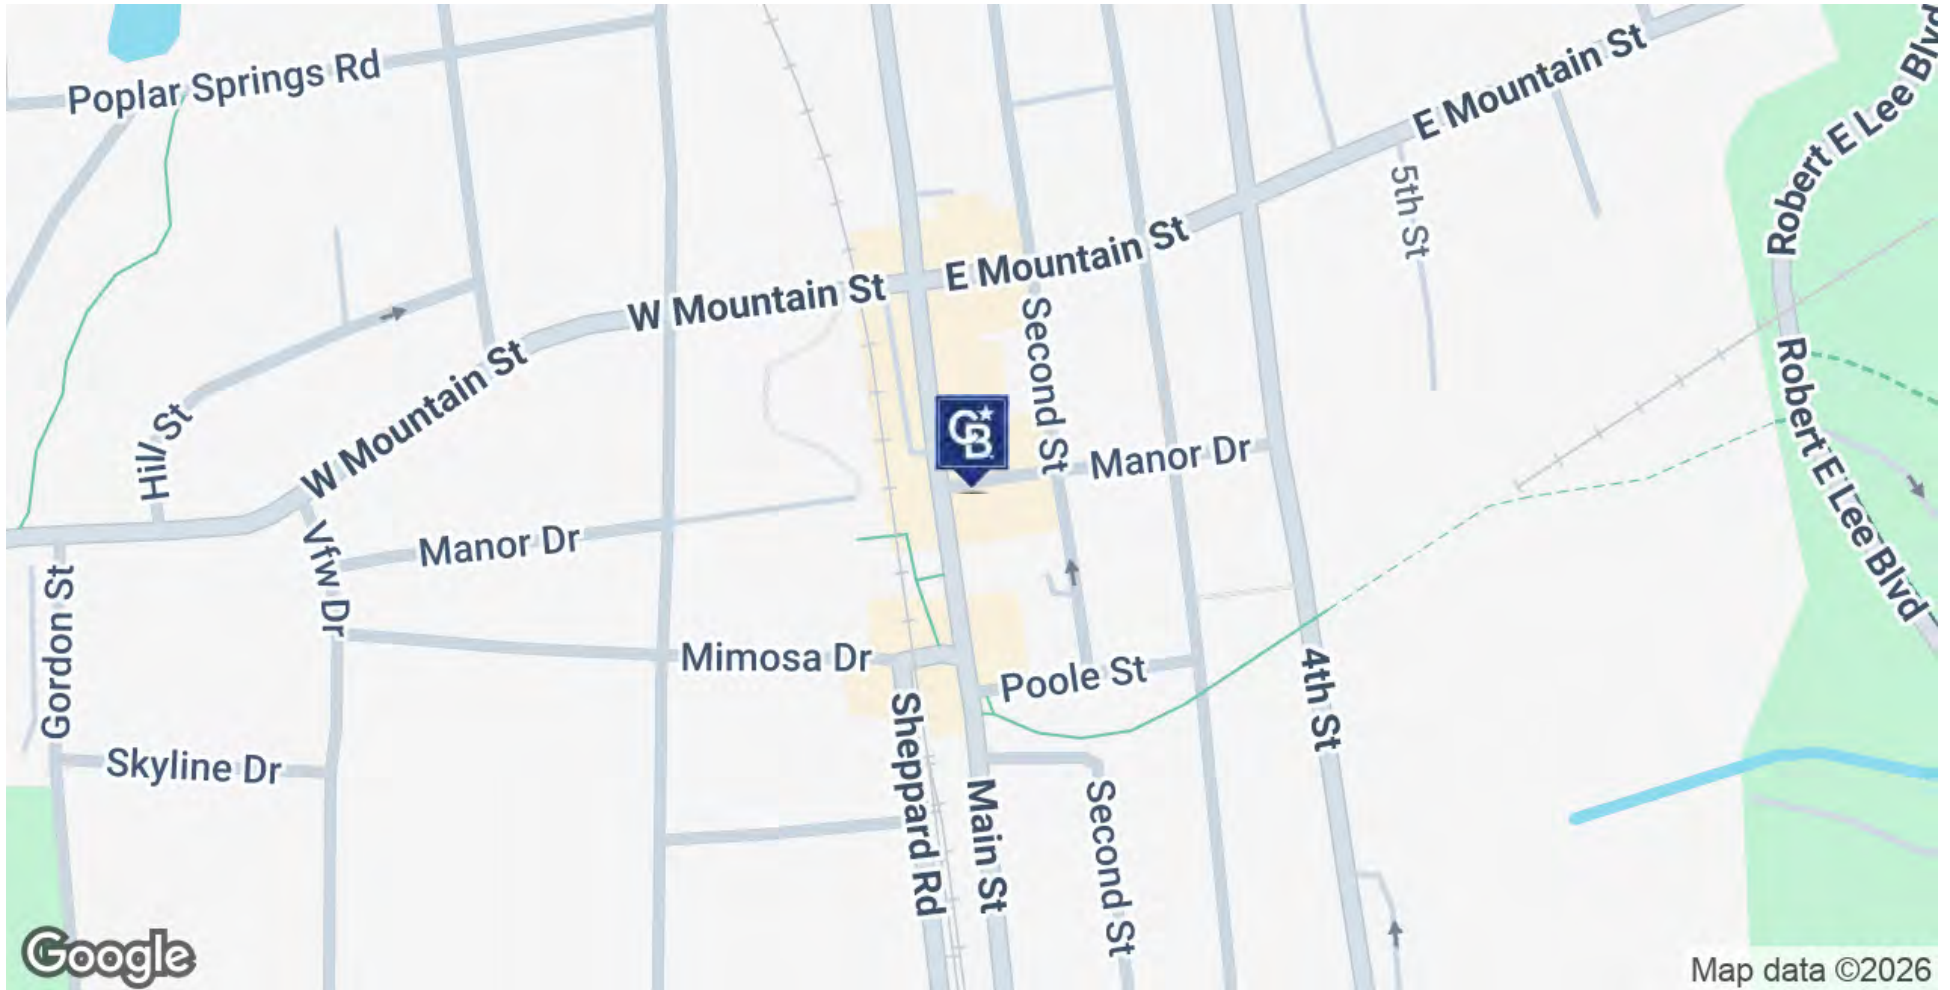 Poplar Springs Rd
E Mountain St
Robert E Lee Blvd
5th St
E Mountain St
W Mountain St
Second St
Robert E Lee Blvd
W Mountain St
Hill St
CB
Manor Dr
Manor Dr
Vfw Dr
Gordon St
Mimosa Dr
Poole St
4th St
Skyline Dr
Sheppard Rd
Main St
Second St
Google
Map data ©2026